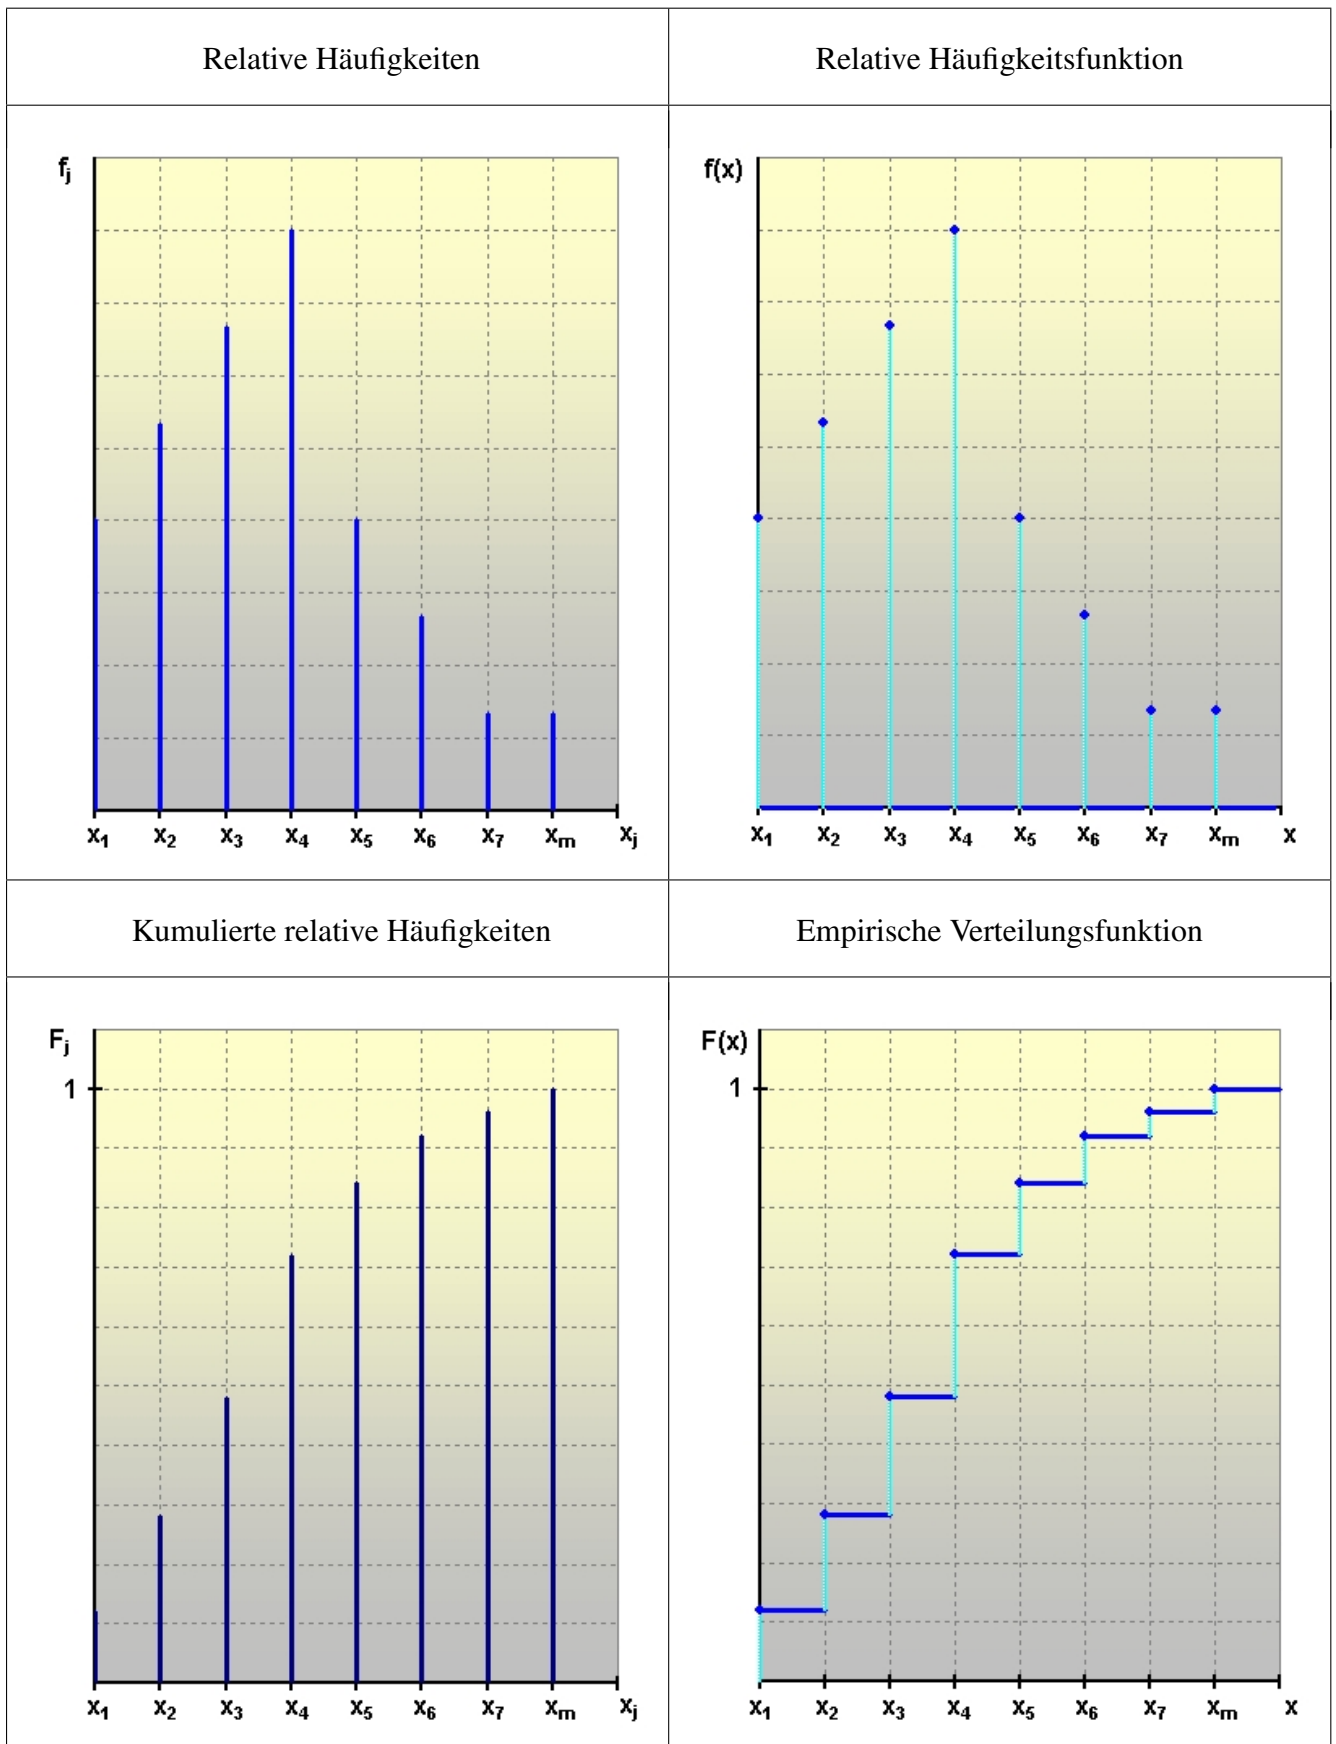 Relative Häufigkeiten
Relative Häufigkeitsfunktion
fj
x1 x2 x3 x4 x5 x6 x7 xm xj
f(x)
x1 x2 x3 x4 x5 x6 x7 xm x
Kumulierte relative Häufigkeiten
Empirische Verteilungsfunktion
Fj
1
x1 x2 x3 x4 x5 x6 x7 xm xj
F(x)
1
x1 x2 x3 x4 x5 x6 x7 xm x